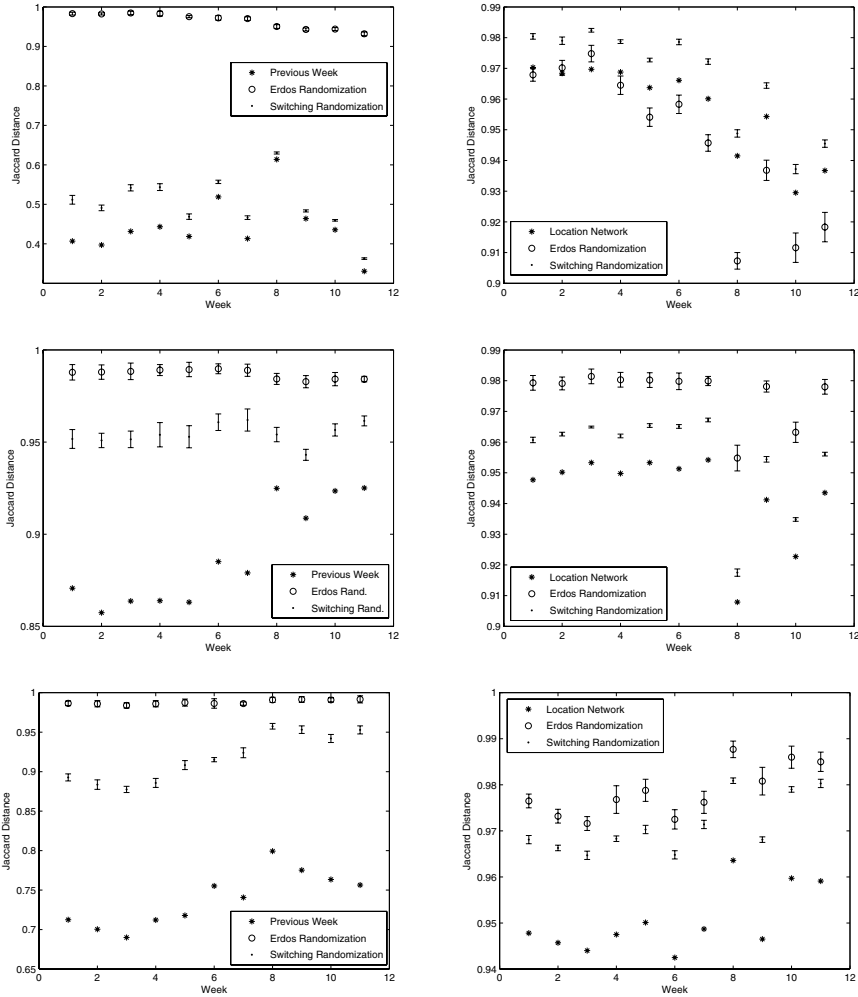 1
0.9
0.8
0.7
0.6
0.5
0.4
0 2 4 6 8 10 12
Week
Jaccard Distance
Previous Week
Erdos Randomization
Switching Randomization
0.99
0.98
0.97
0.96
0.95
0.94
0.93
0.92
0.91
0.9
0 2 4 6 8 10 12
Week
Jaccard Distance
Location Network
Erdos Randomization
Switching Randomization
1
0.95
0.9
0.85
0 2 4 6 8 10 12
Week
Jaccard Distance
Previous Week
Erdos Rand.
Switching Rand.
0.99
0.98
0.97
0.96
0.95
0.94
0.93
0.92
0.91
0.9
0 2 4 6 8 10 12
Week
Jaccard Distance
Location Network
Erdos Randomization
Switching Randomization
1
0.95
0.9
0.85
0.8
0.75
0.7
0.65
0 2 4 6 8 10 12
Week
Jaccard Distance
Previous Week
Erdos Randomization
Switching Randomization
1
0.99
0.98
0.97
0.96
0.95
0.94
0 2 4 6 8 10 12
Week
Jaccard Distance
Location Network
Erdos Randomization
Switching Randomization